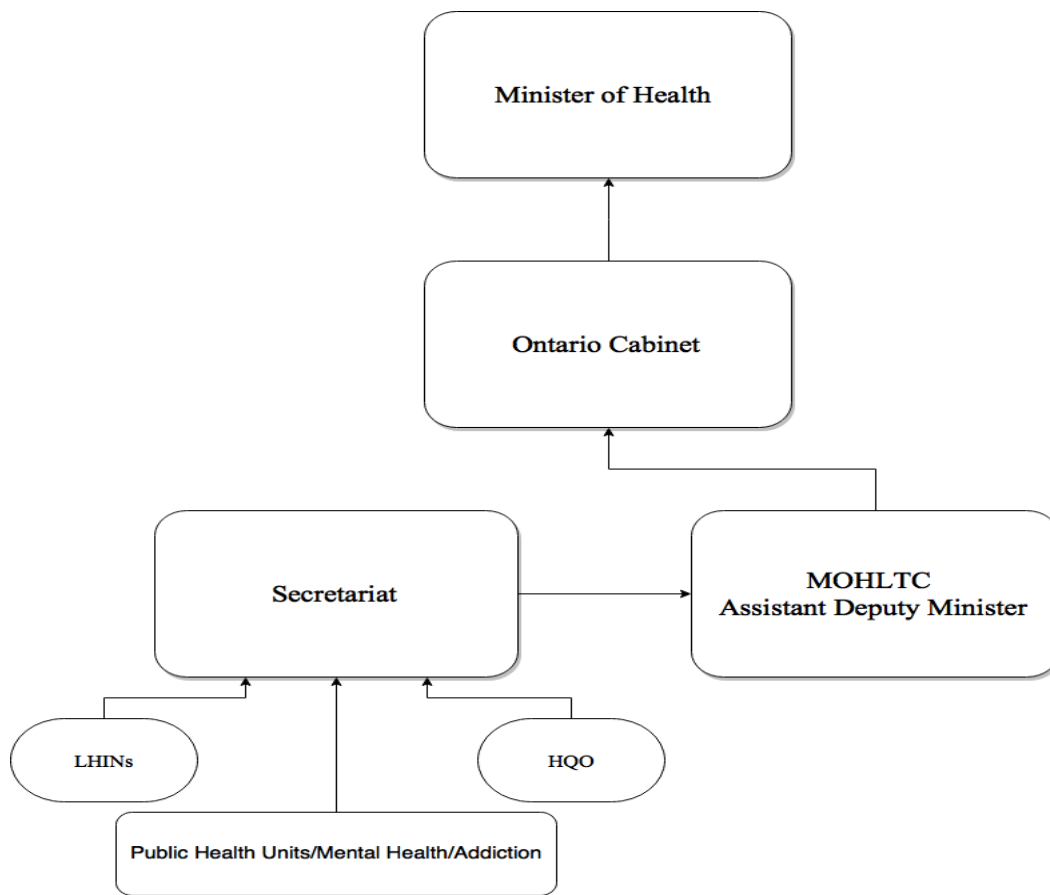 Minister of Health
Ontario Cabinet
Secretariat
MOHLTC
Assistant Deputy Minister
LHINs
HQO
Public Health Units/Mental Health/Addiction